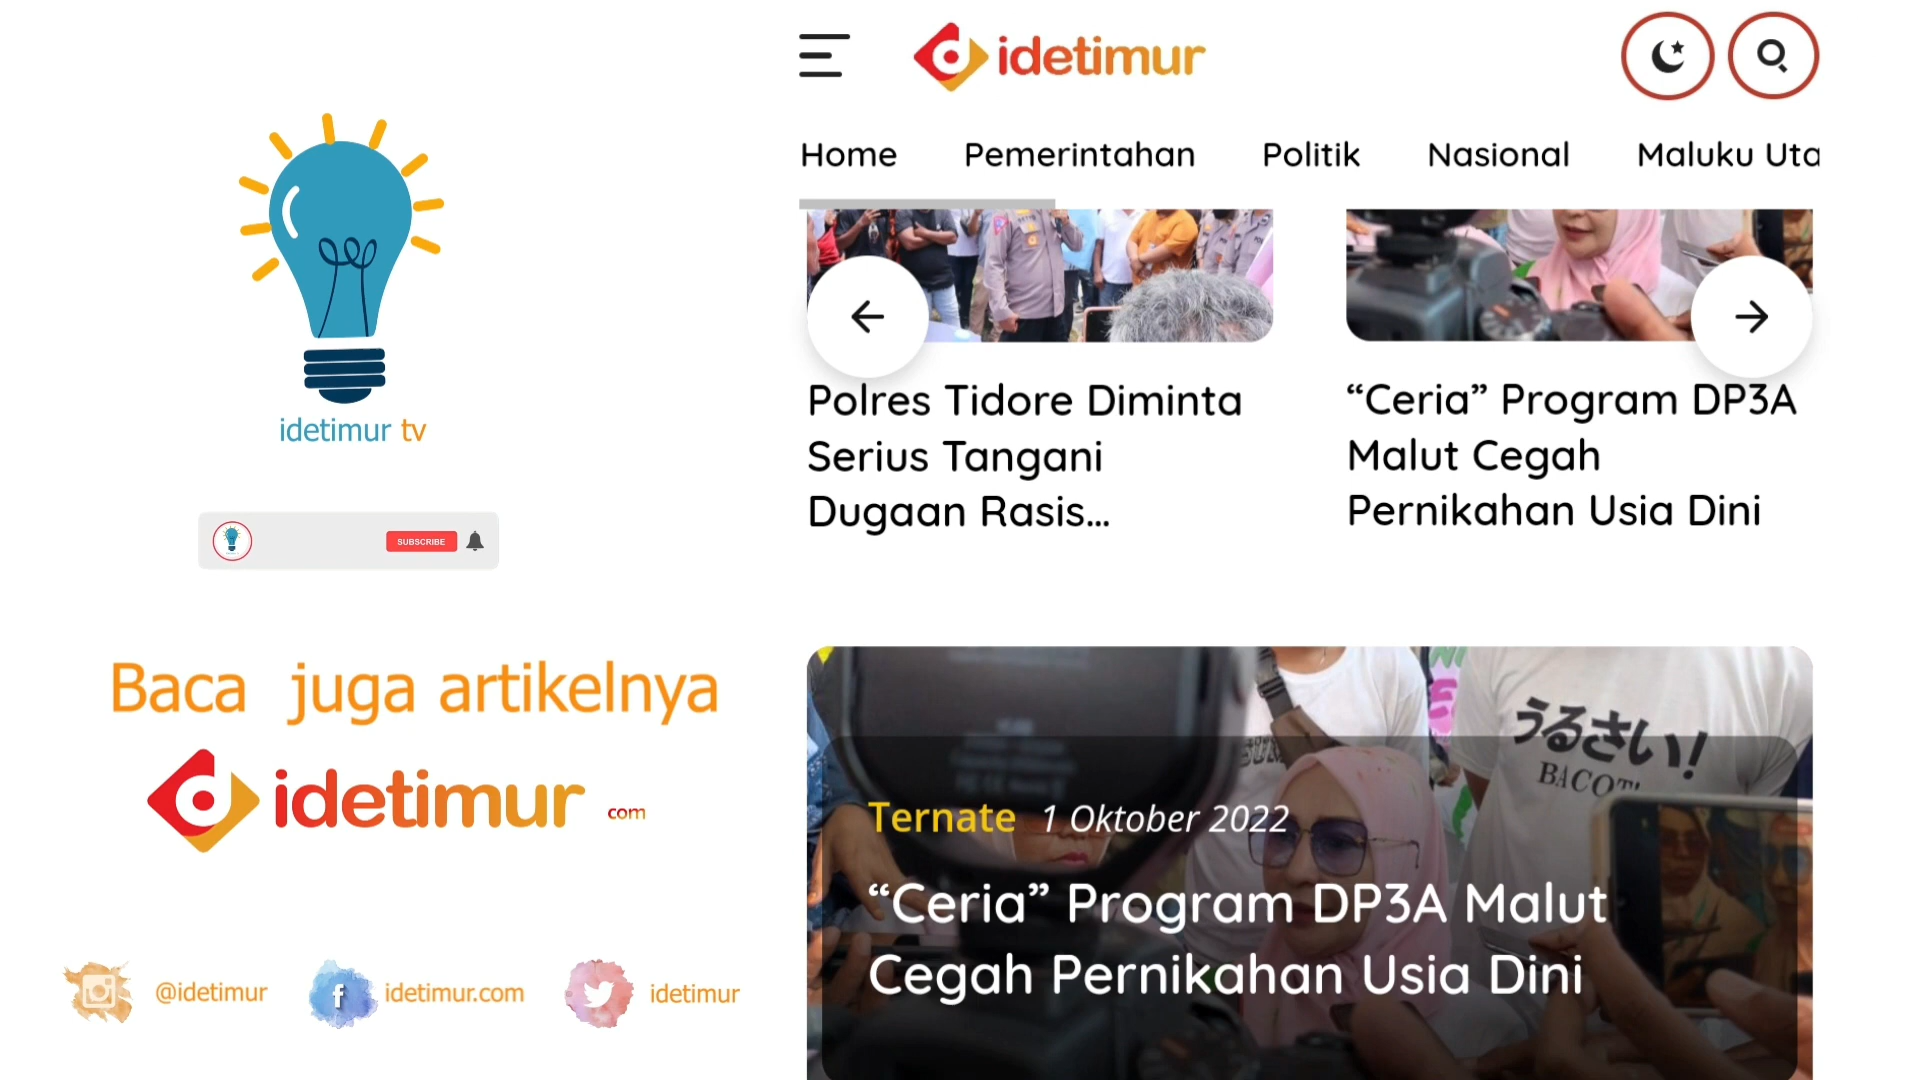 idetimur tv
SUBSCRIBE
Baca juga artikelnya
idetimur com
@idetimur
idetimur.com
idetimur
idetimur
Home Pemerintahan Politik Nasional Maluku Uta
Polres Tidore Diminta
Serius Tangani
Dugaan Rasis...
“Ceria” Program DP3A
Malut Cegah
Pernikahan Usia Dini
うるさい!
BACOT!
Ternate 1 Oktober 2022
“Ceria” Program DP3A Malut
Cegah Pernikahan Usia Dini